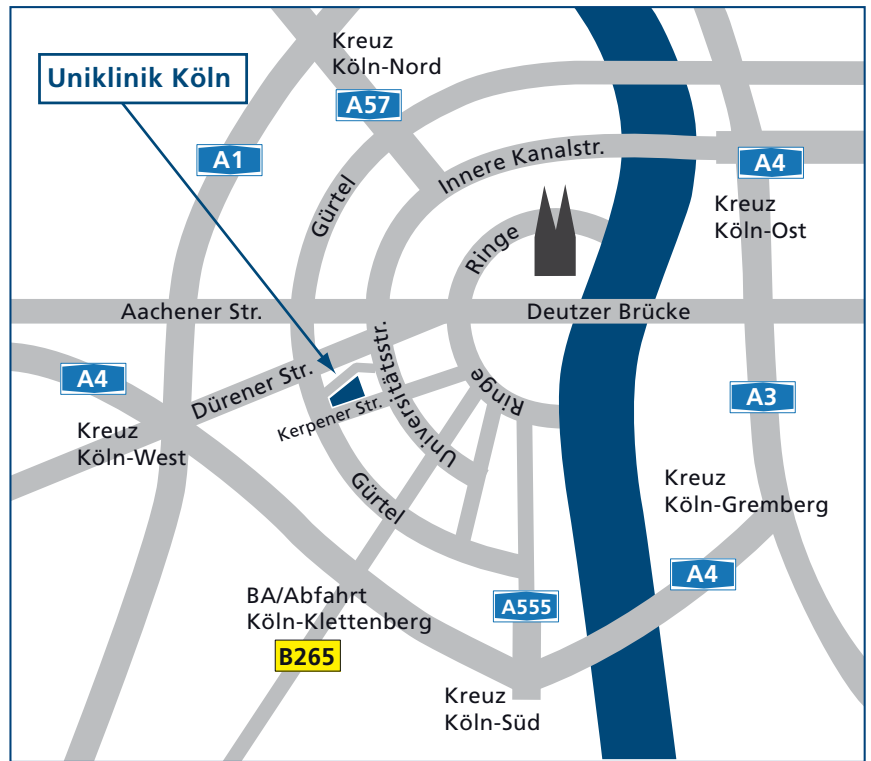 Kreuz
Köln-Nord
Uniklinik Köln
A57
A1
Innere Kanalstr.
A4
Gürtel
Kreuz
Köln-Ost
Ringe
Aachener Str.
Deutzer Brücke
Universitätsstr.
A4
Dürener Str.
Ringe
A3
Kerpener Str.
Kreuz
Köln-West
Kreuz
Köln-Gremberg
Gürtel
A4
BA/Abfahrt
Köln-Klettenberg
A555
B265
Kreuz
Köln-Süd